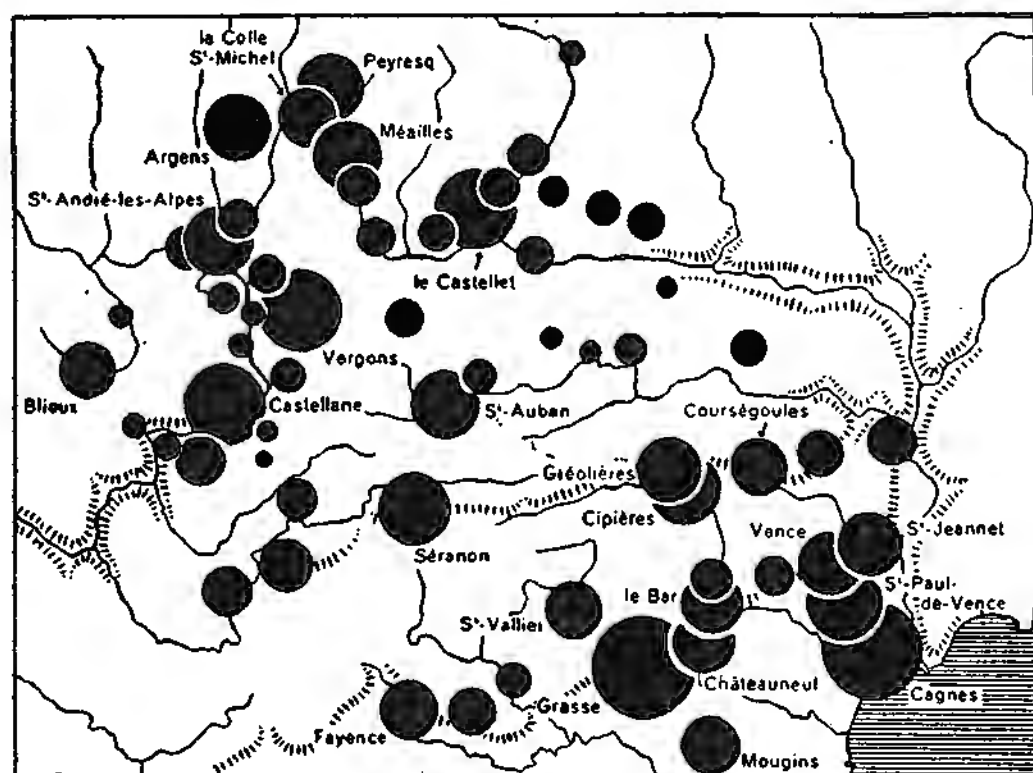 la Colle
St-Michel
Peyresq
Méailles
Argens
St-André-les-Alpes
le Castellet
Vergons
Blieux
Castellane
St-Auban
Courségoules
Gréolières
Cipières
Séranon
Vence
St-Jeannet
St-Paul-
de-Vence
le Bar
St-Vallier
Châteauneuf
Grasse
Cagnes
Fayence
Mougins